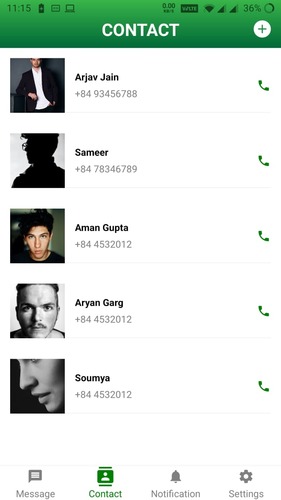 11:15
0.00
KB/S
VoLTE
36%
CONTACT
Arjav Jain
+84 93456788
Sameer
+84 78346789
Aman Gupta
+84 4532012
Aryan Garg
+84 4532012
Soumya
+84 4532012
Message Contact Notification Settings